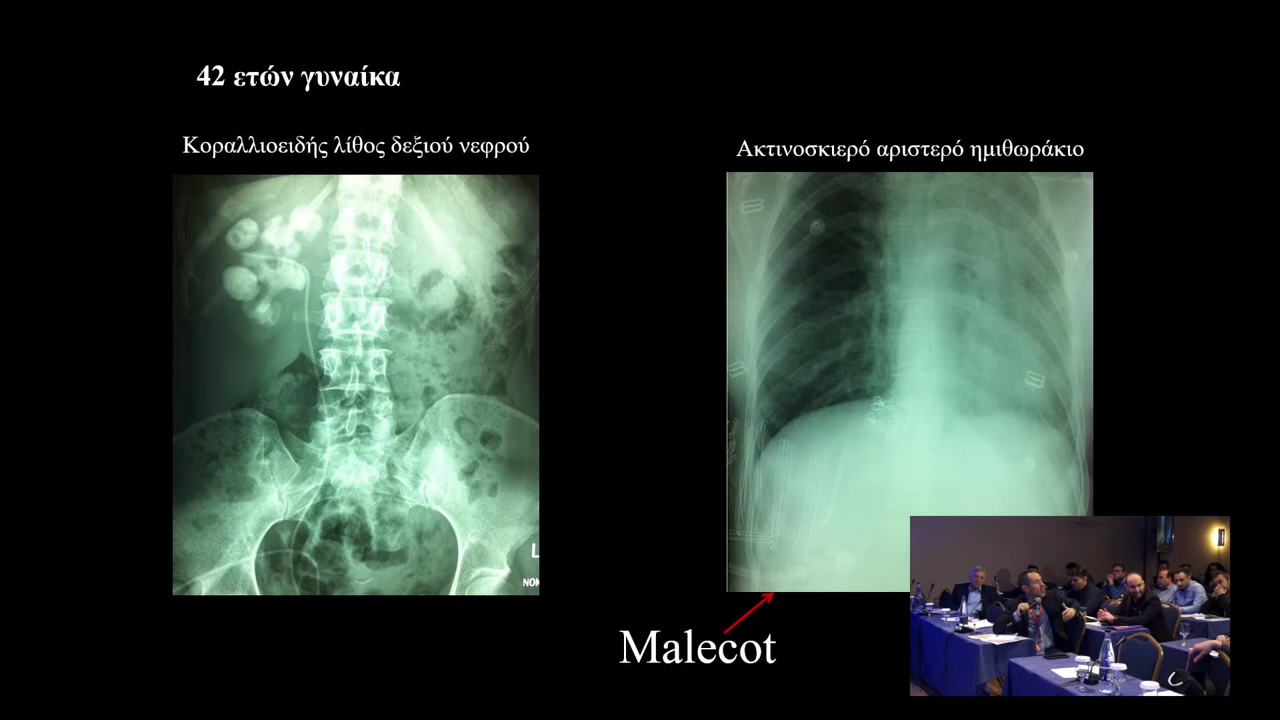 42 ετών γυναίκα
Κοραλλιοειδής λίθος δεξιού νεφρού
Ακτινοσκιερό αριστερό ημιθωράκιο
L
Malecot